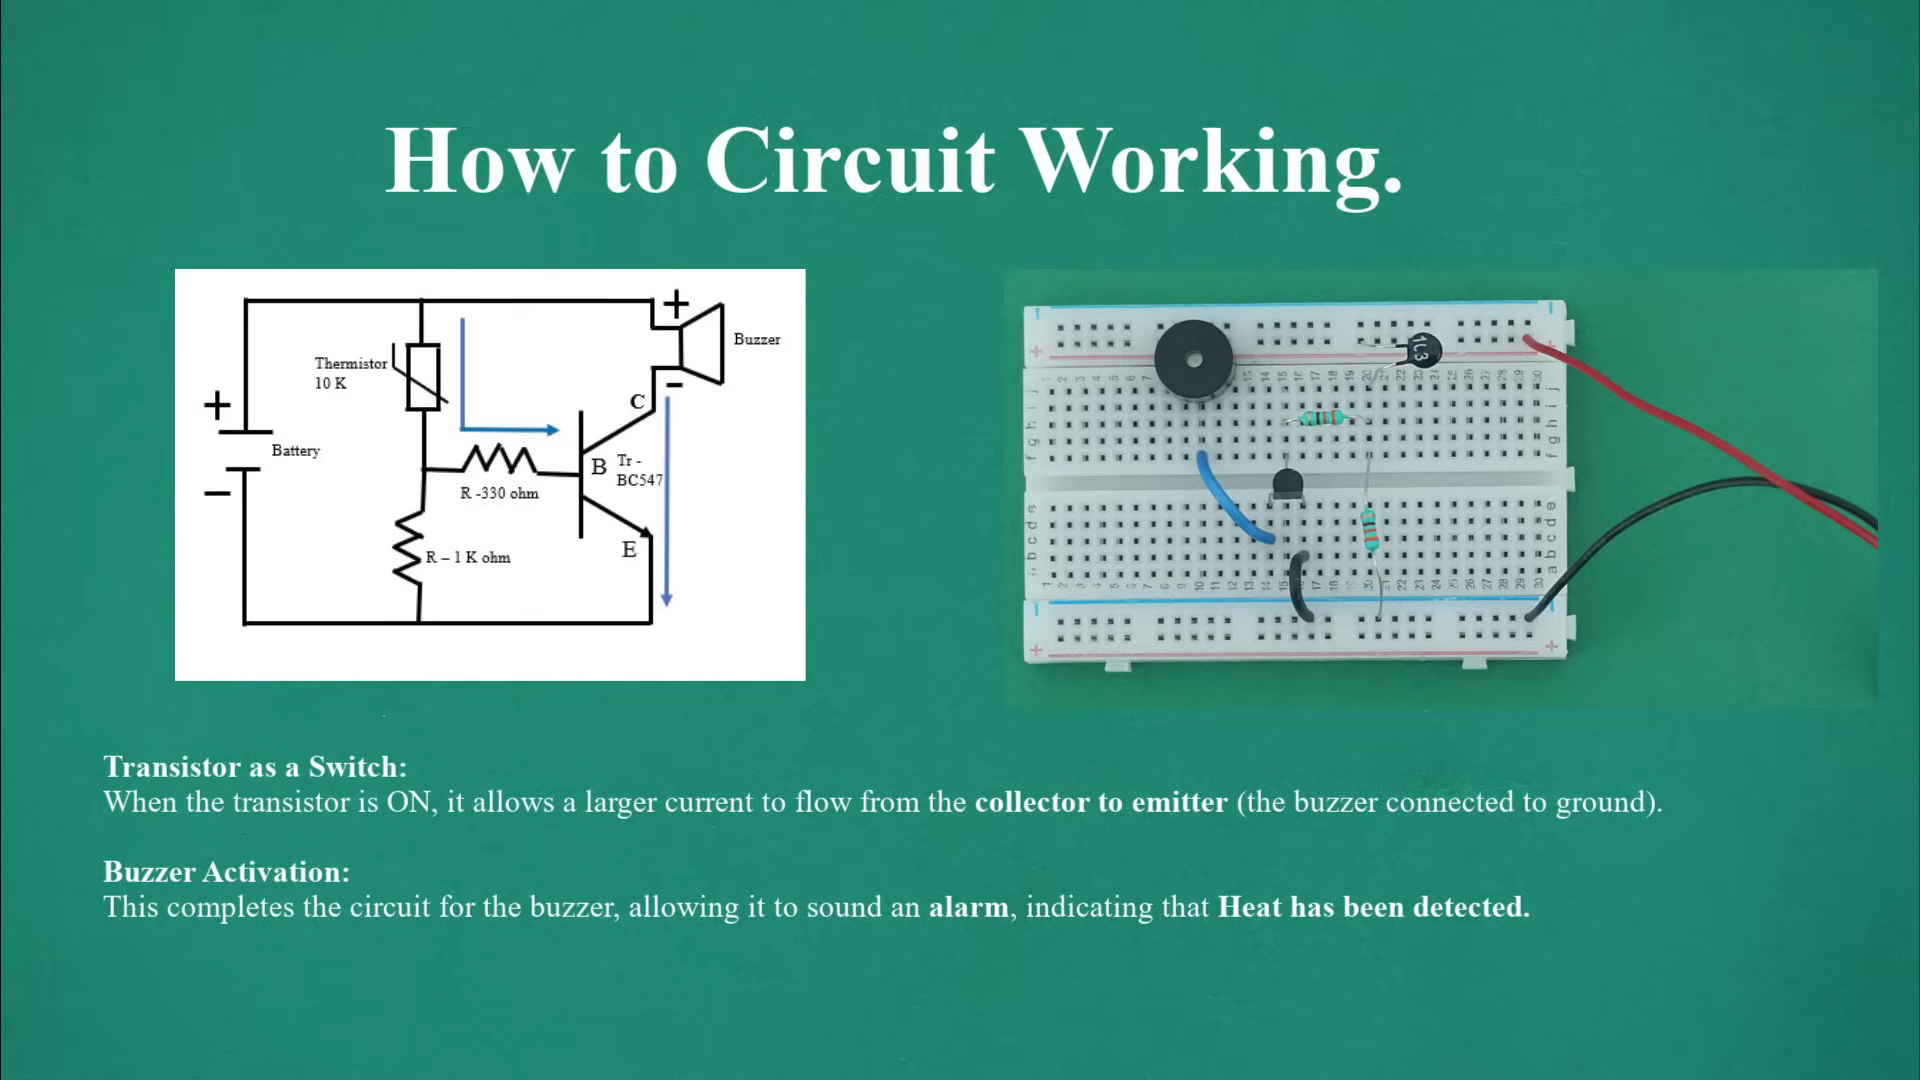 How to Circuit Working.
+
Buzzer
Thermistor
10 K
−
C
+
Battery
B
Tr -
BC547
−
R -330 ohm
E
R – 1 K ohm
1L3
Transistor as a Switch:
When the transistor is ON, it allows a larger current to flow from the collector to emitter (the buzzer connected to ground).
Buzzer Activation:
This completes the circuit for the buzzer, allowing it to sound an alarm, indicating that Heat has been detected.